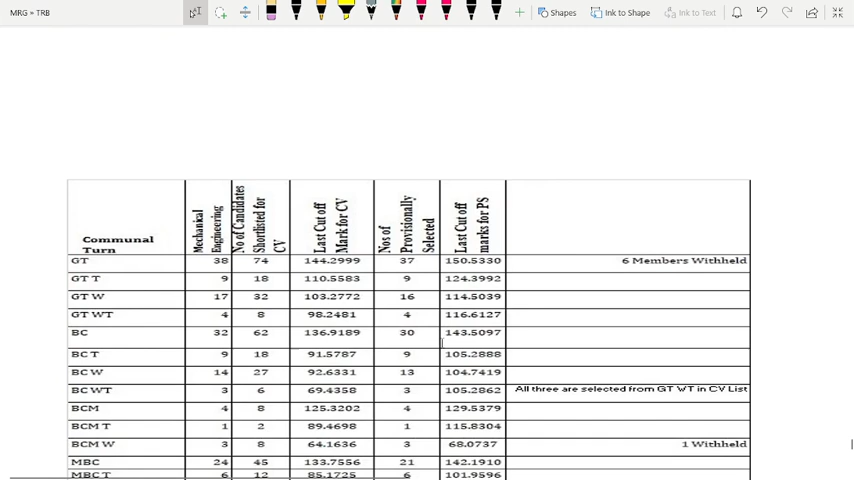 MRG » TRB
Shapes
Ink to Shape
Ink to Text
Communal Turn
Mechanical Engineering
No of Candidates Shortlisted for CV
Last Cut off Mark for CV
Nos of Provisionally Selected
Last Cut off marks for PS
GT 38 74 144.2999 37 150.5330 6 Members Withheld
GT T 9 18 110.5583 9 124.3992
GT W 17 32 103.2772 16 114.5039
GT WT 4 8 98.2481 4 116.6127
BC 32 62 136.9189 30 143.5097
BC T 9 18 91.5787 9 105.2888
BC W 14 27 92.6331 13 104.7419
BC WT 3 6 69.4358 3 105.2862 All three are selected from GT WT in CV List
BCM 4 8 125.3202 4 129.5379
BCM T 1 2 89.4698 1 115.8304
BCM W 3 8 64.1636 3 68.0737 1 Withheld
MBC 24 45 133.7556 21 142.1910
MBC T 6 12 85.1725 6 101.9596